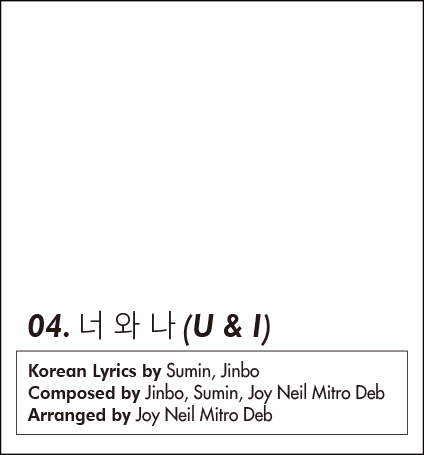 04. 너 와 나 (U & I)
Korean Lyrics by Sumin, Jinbo
Composed by Jinbo, Sumin, Joy Neil Mitro Deb
Arranged by Joy Neil Mitro Deb